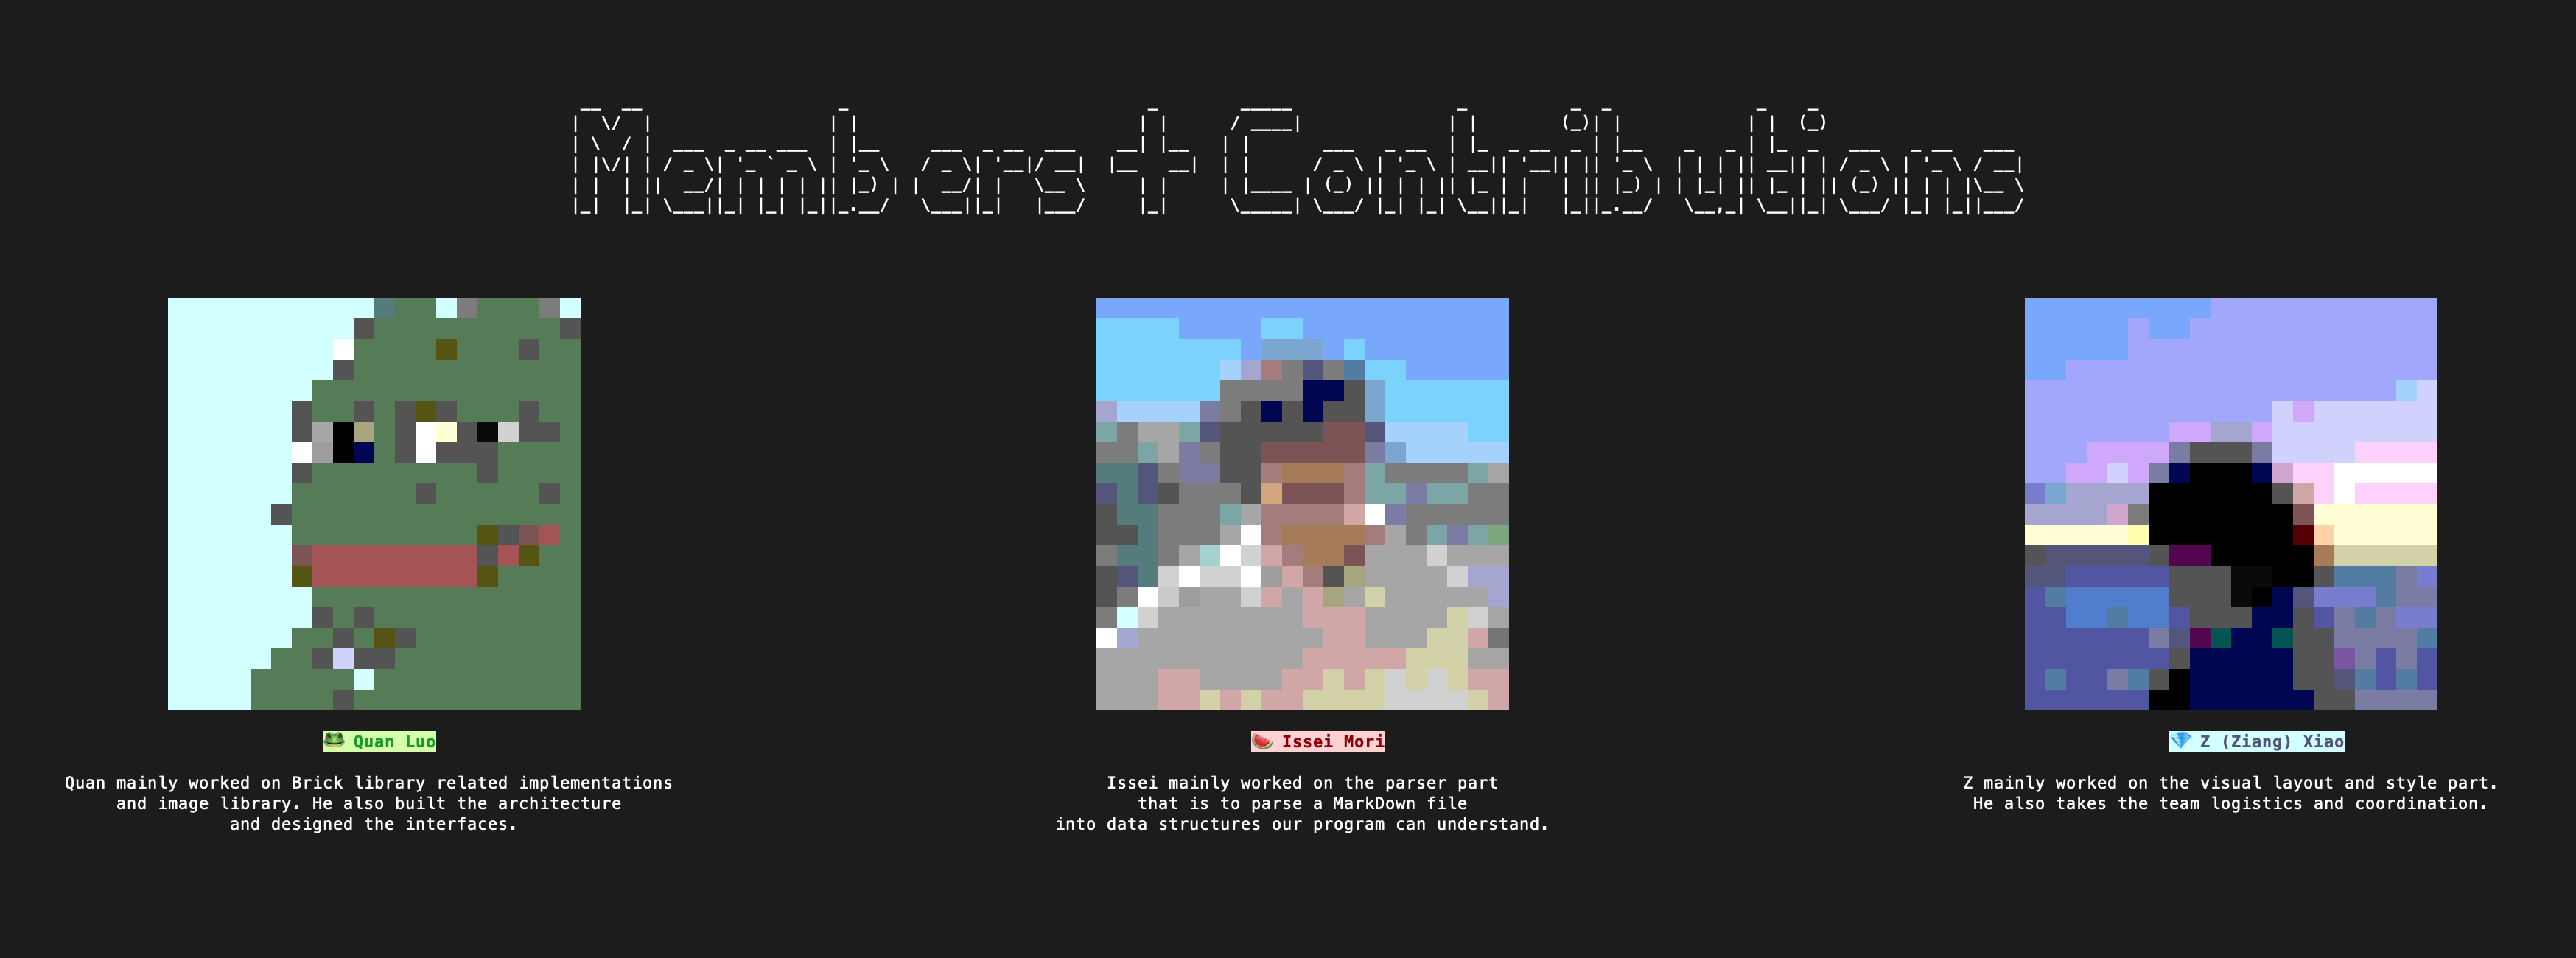 Members + Contributions
🐸 Quan Luo
Quan mainly worked on Brick library related implementations
and image library. He also built the architecture
and designed the interfaces.
🍉 Issei Mori
Issei mainly worked on the parser part
that is to parse a MarkDown file
into data structures our program can understand.
💎 Z (Ziang) Xiao
Z mainly worked on the visual layout and style part.
He also takes the team logistics and coordination.